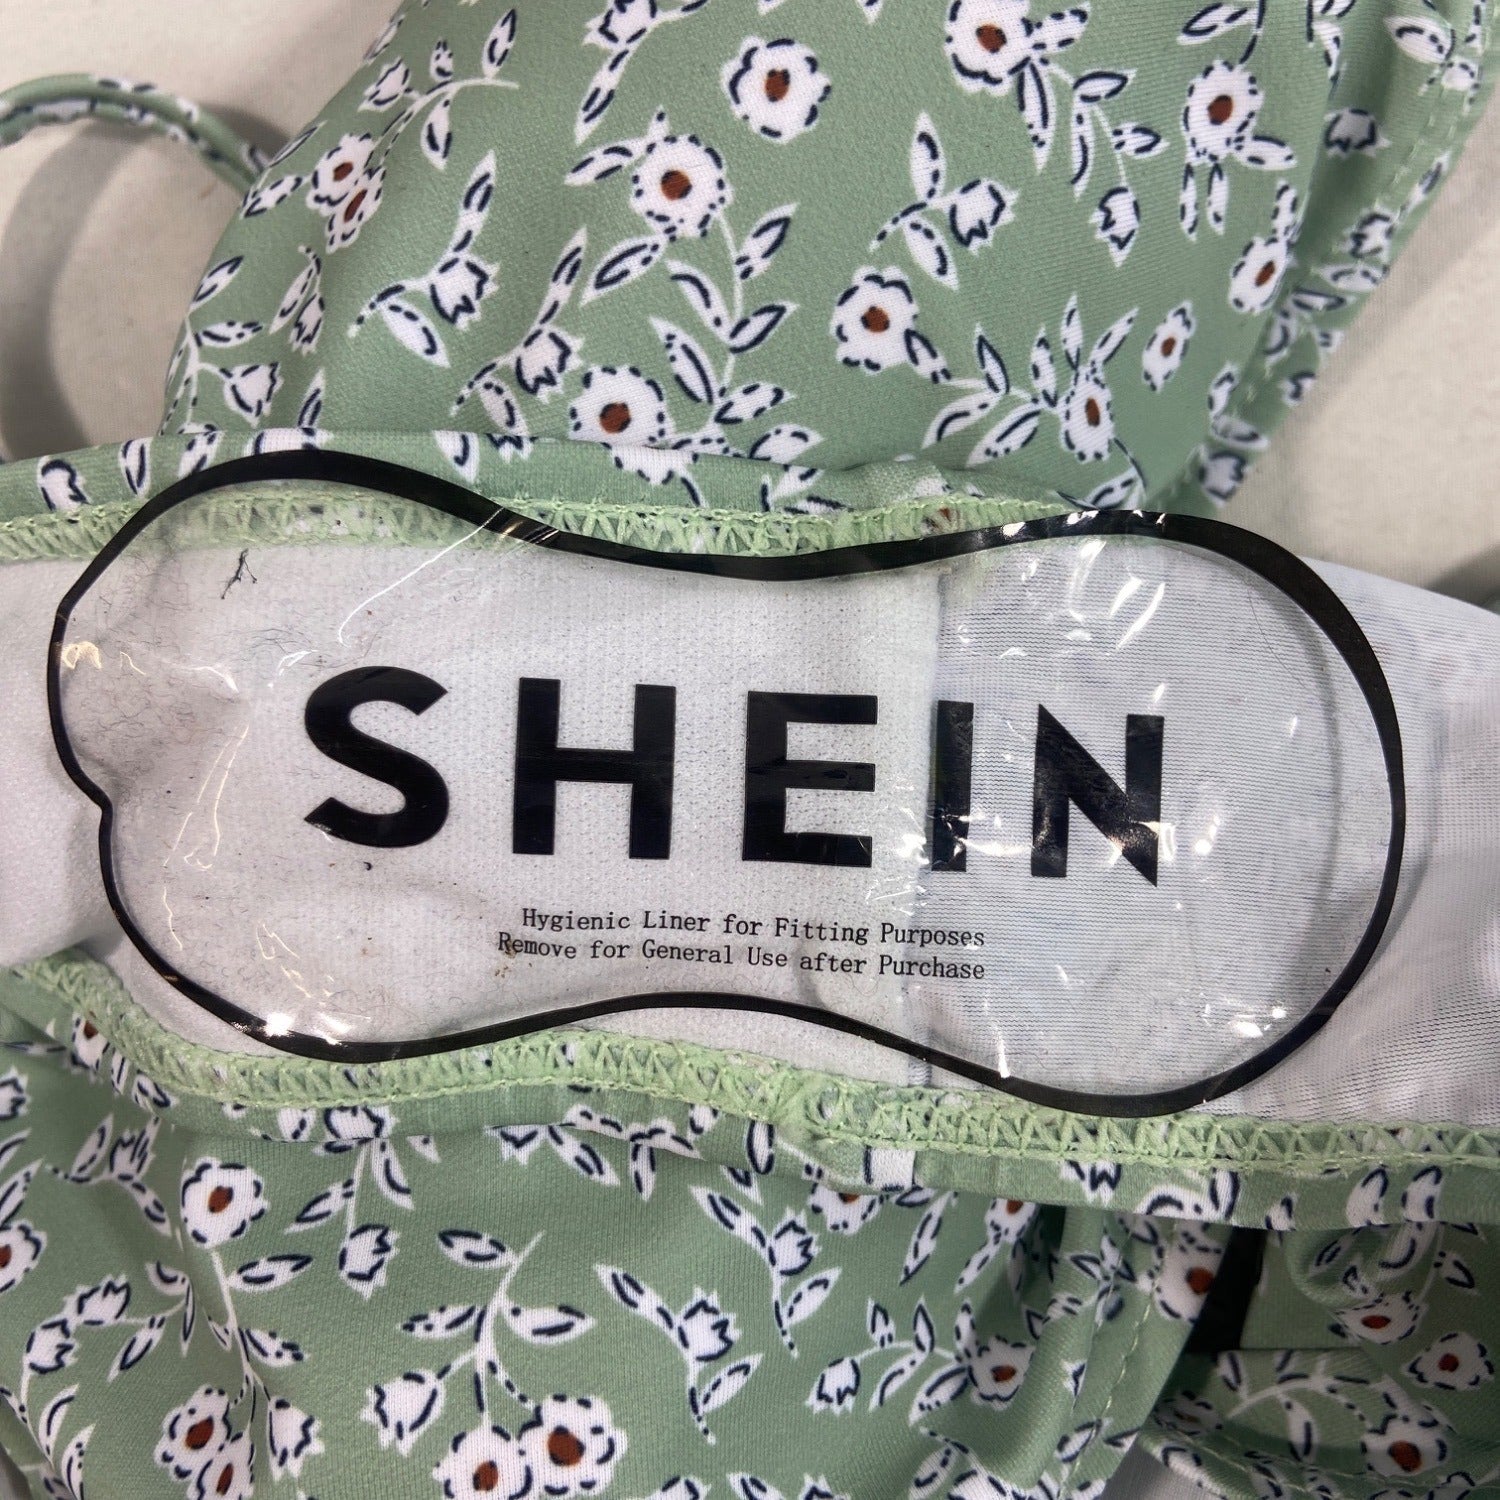 SHEIN
Hygienic Liner for Fitting Purposes
Remove for General Use after Purchase